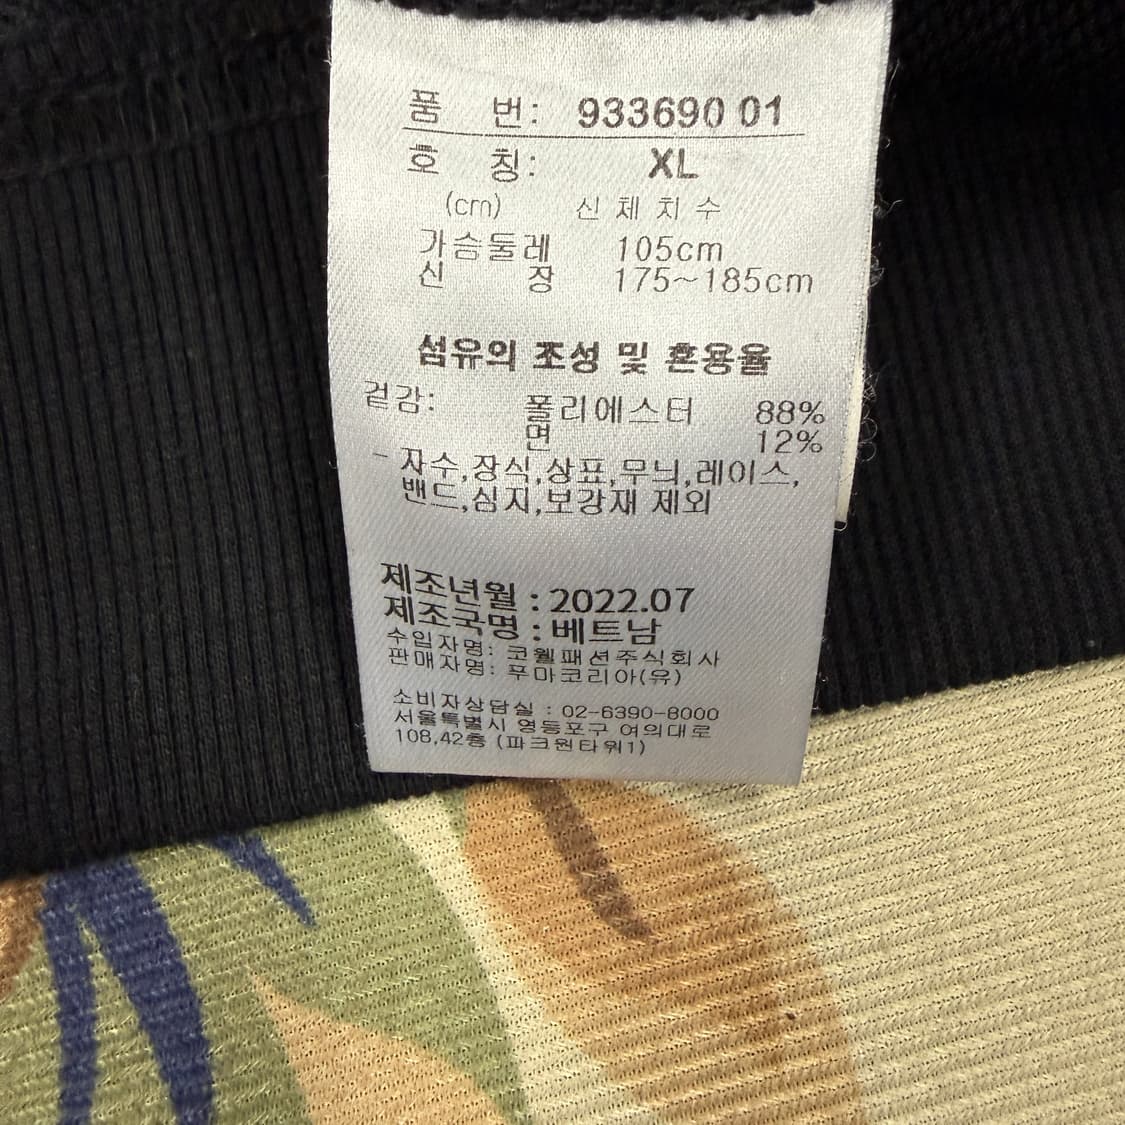 품 번: 933690 01
호 칭: XL
(cm) 신 체 치 수
가슴둘레 105cm
신 장 175~185cm
섬유의 조성 및 혼용율
겉감: 폴리에스터 88%
면 12%
- 자수,장식,상표,무늬,레이스,
밴드,심지,보강재 제외
제조년월 : 2022.07
제조국명 : 베트남
수입자명: 코웰패션주식회사
판매자명: 푸마코리아(유)
소비자상담실 : 02-6390-8000
서울특별시 영등포구 여의대로
108,42층 (파크원타워1)